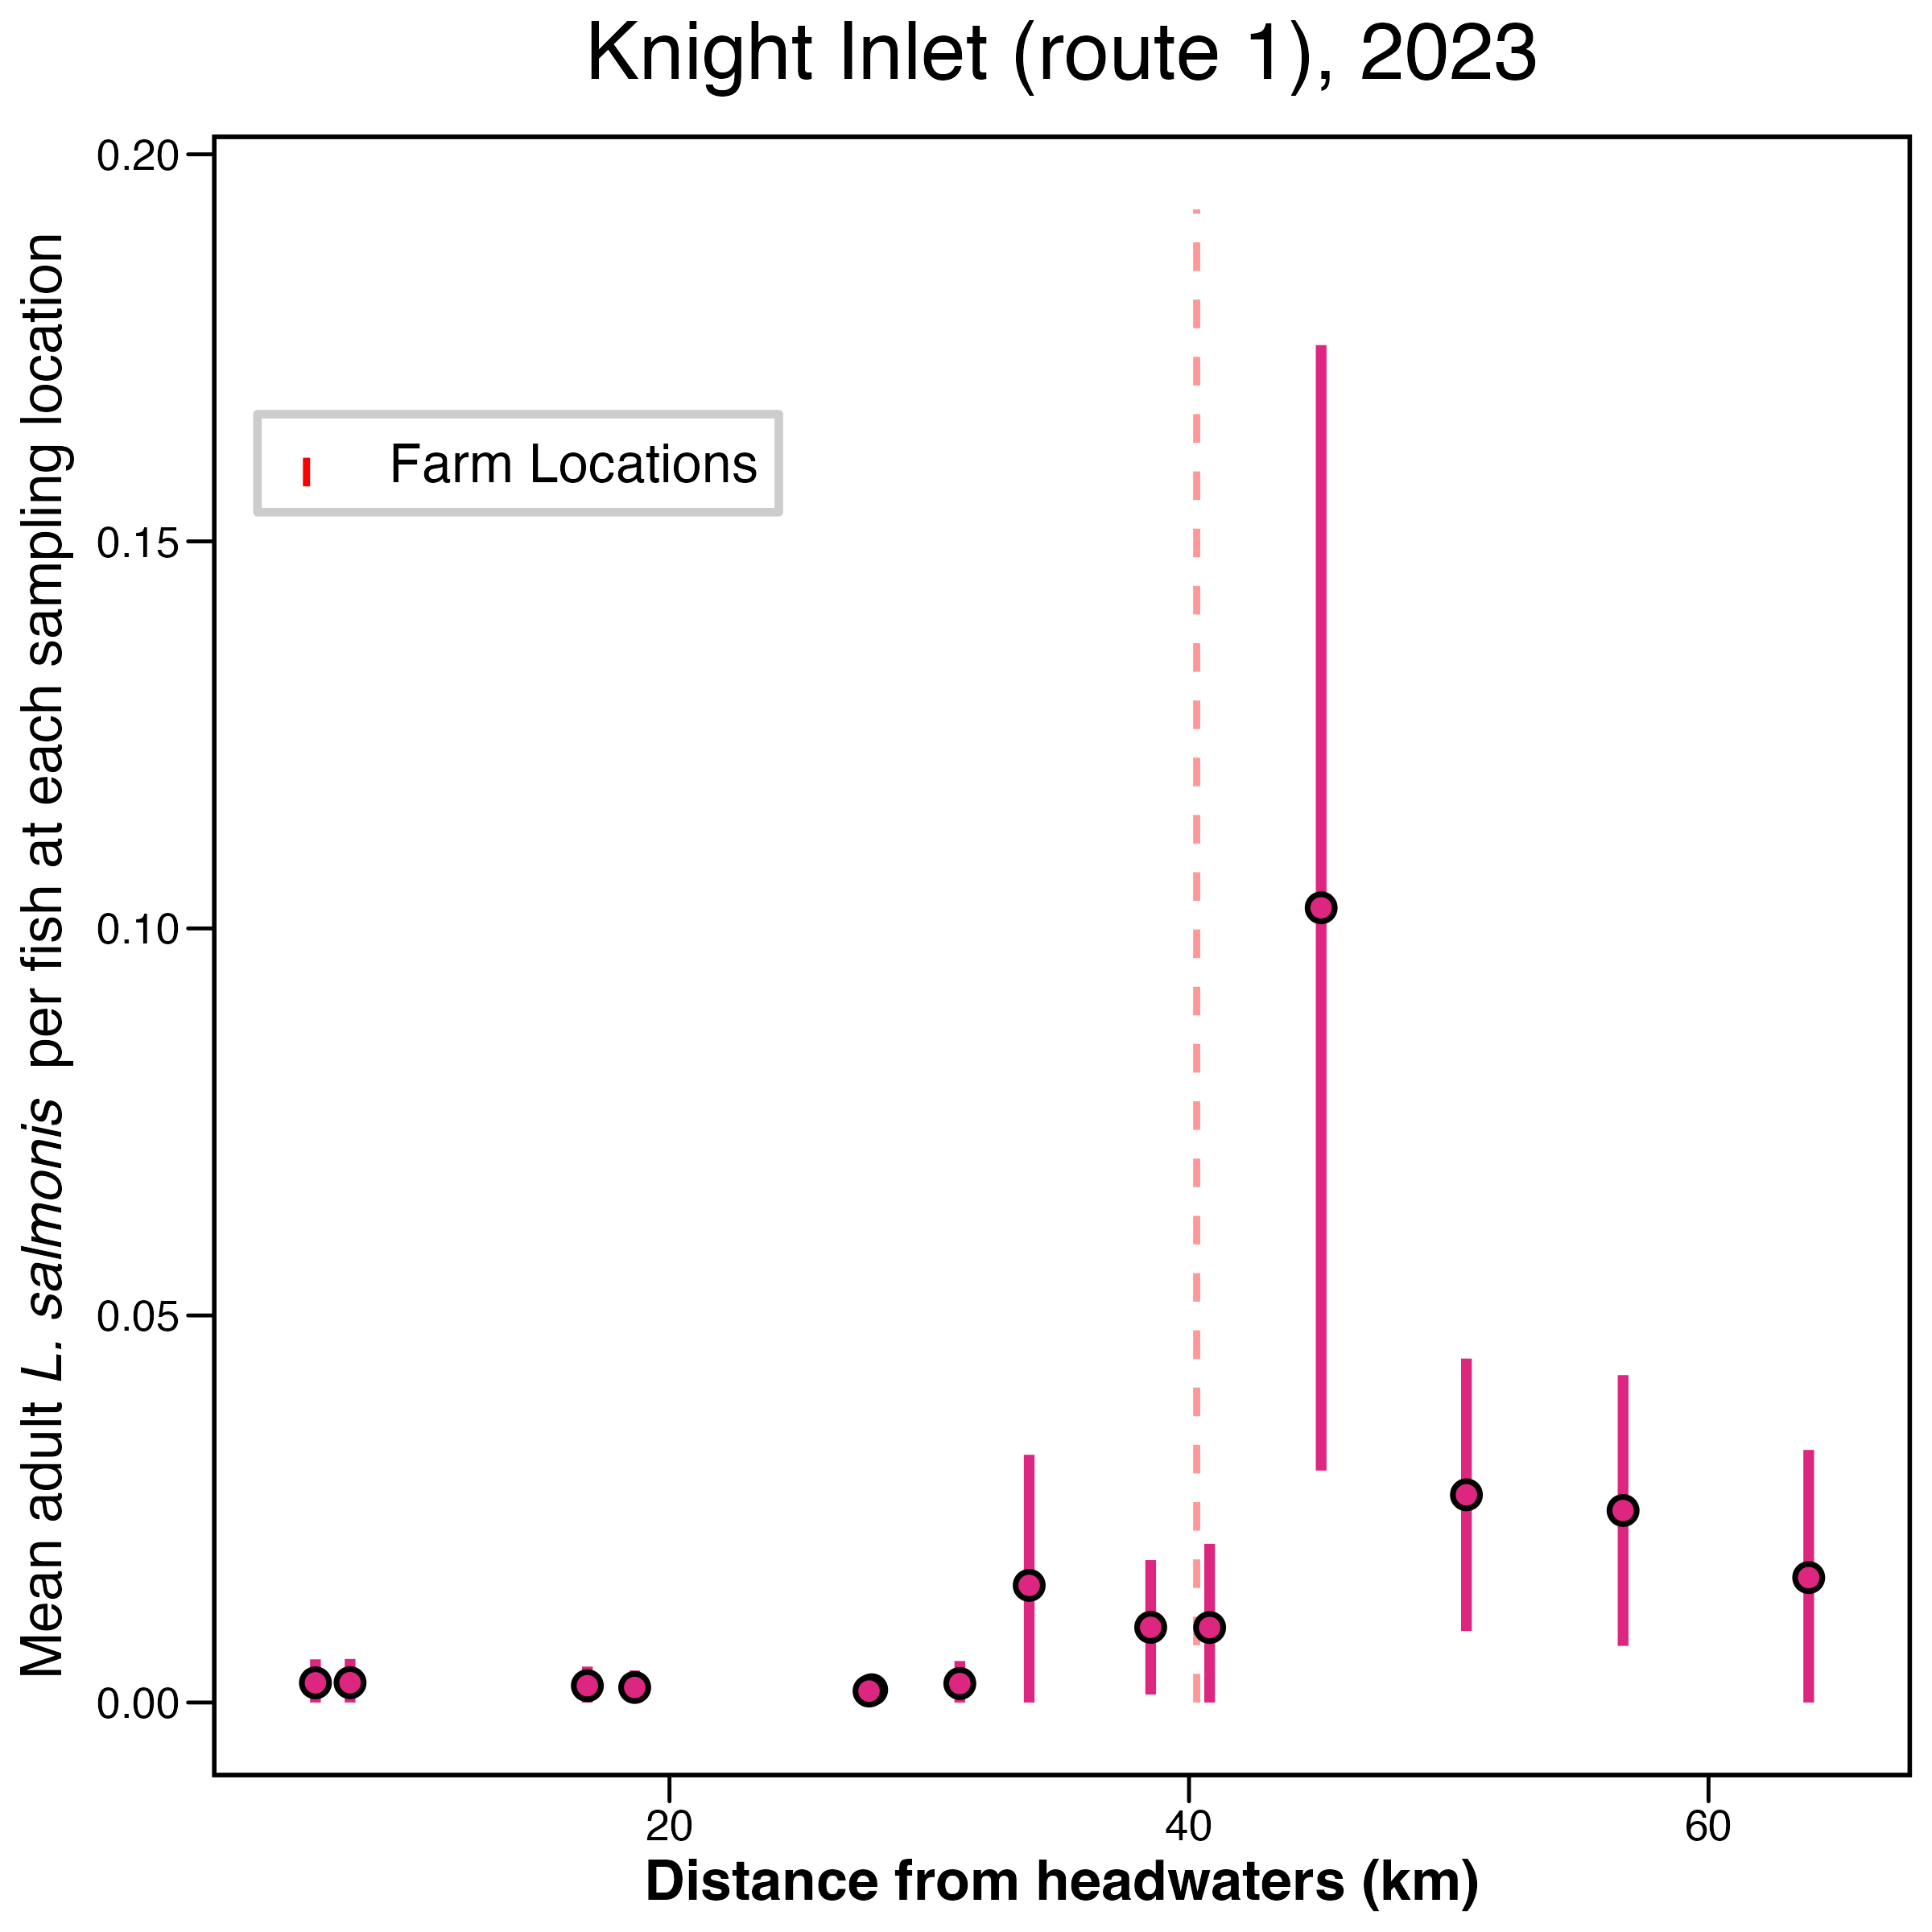 Knight Inlet (route 1), 2023
Mean adult L. salmonis per fish at each sampling location
0.20
0.15
0.10
0.05
0.00
Farm Locations
20 40 60
Distance from headwaters (km)